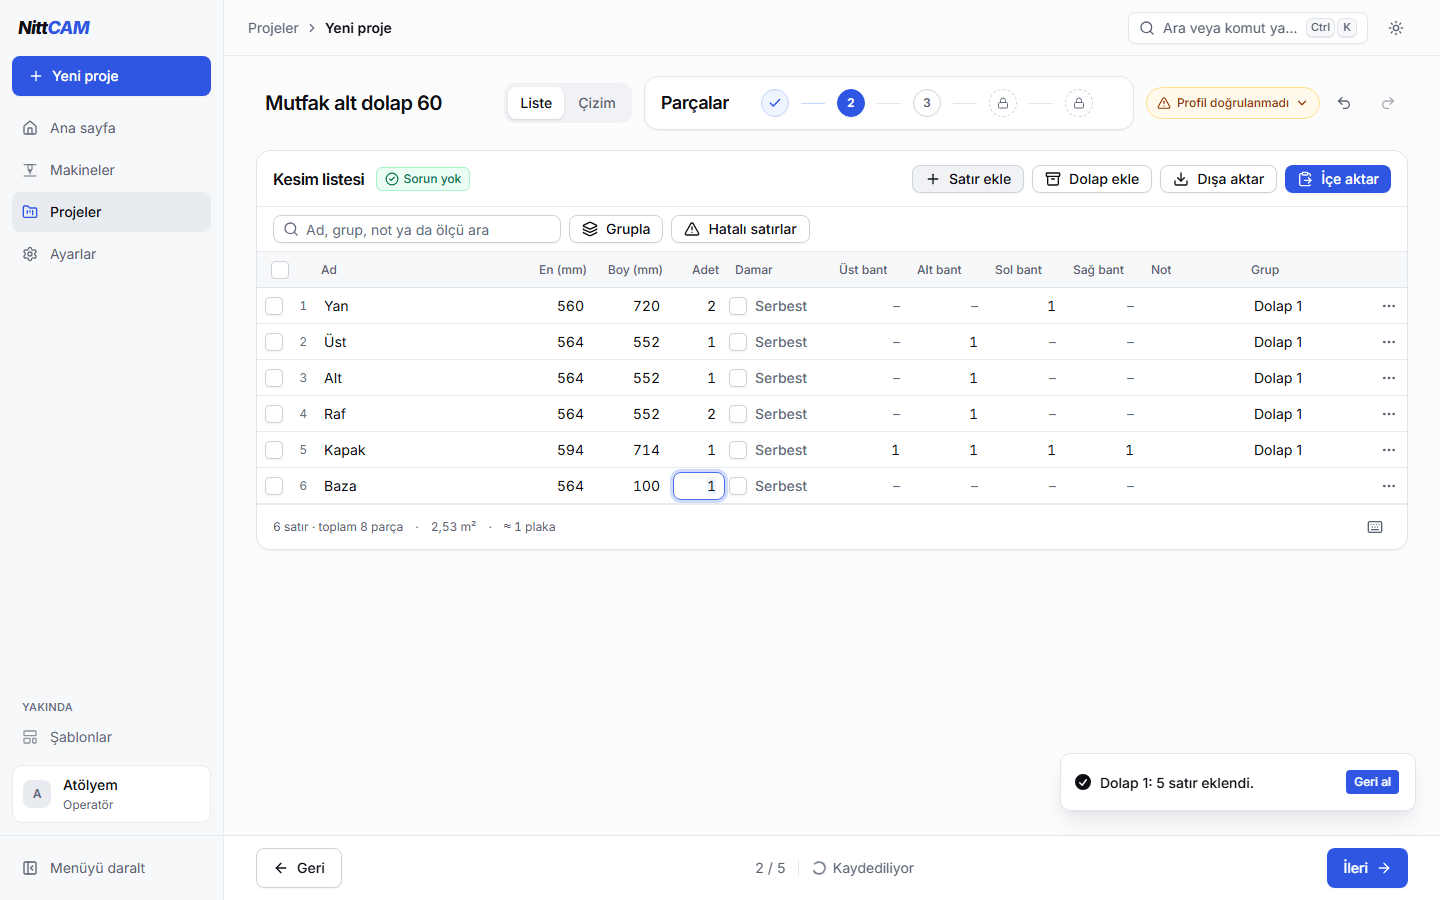 NittCAM
Projeler > Yeni proje
Ara veya komut ya... Ctrl K
Yeni proje
Ana sayfa
Makineler
Projeler
Ayarlar
Mutfak alt dolap 60
Liste Çizim
Parçalar 2 3
Profil doğrulanmadı
Kesim listesi Sorun yok
Satır ekle Dolap ekle Dışa aktar İçe aktar
Ad, grup, not ya da ölçü ara Grupla Hatalı satırlar
Ad En (mm) Boy (mm) Adet Damar Üst bant Alt bant Sol bant Sağ bant Not Grup
1 Yan 560 720 2 Serbest – – 1 – Dolap 1 ...
2 Üst 564 552 1 Serbest – 1 – – Dolap 1 ...
3 Alt 564 552 1 Serbest – 1 – – Dolap 1 ...
4 Raf 564 552 2 Serbest – 1 – – Dolap 1 ...
5 Kapak 594 714 1 Serbest 1 1 1 1 Dolap 1 ...
6 Baza 564 100 1 Serbest – – – – ...
6 satır · toplam 8 parça · 2,53 m² · ≈ 1 plaka
YAKINDA
Şablonlar
A Atölyem
Operatör
Menüyü daralt
Dolap 1: 5 satır eklendi. Geri al
Geri
2 / 5 Kaydediliyor
İleri